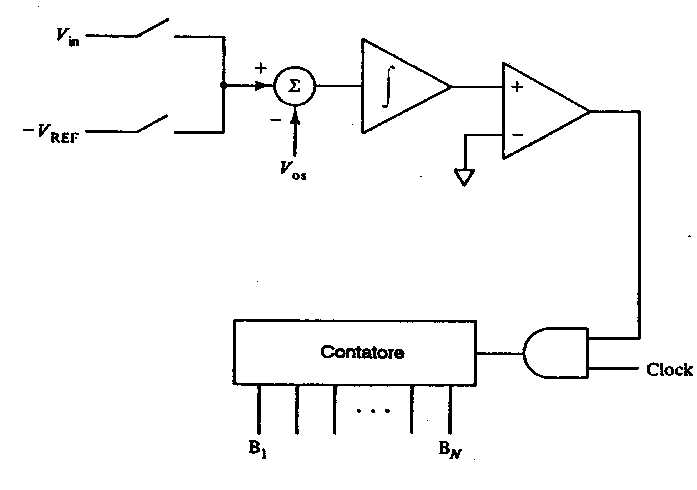 V_in
+
Σ
∫
+
−
−
−V_REF
V_os
Contatore
Clock
B_1
...
B_N